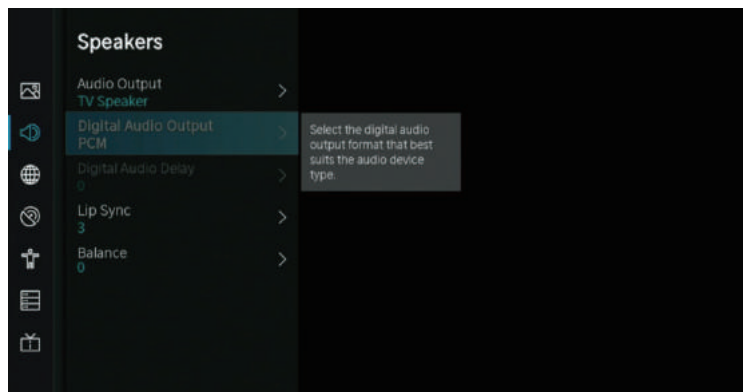 Speakers
Audio Output
TV Speaker
Digital Audio Output
PCM
Select the digital audio
output format that best
suits the audio device
type.
Digital Audio Delay
0
Lip Sync
3
Balance
0